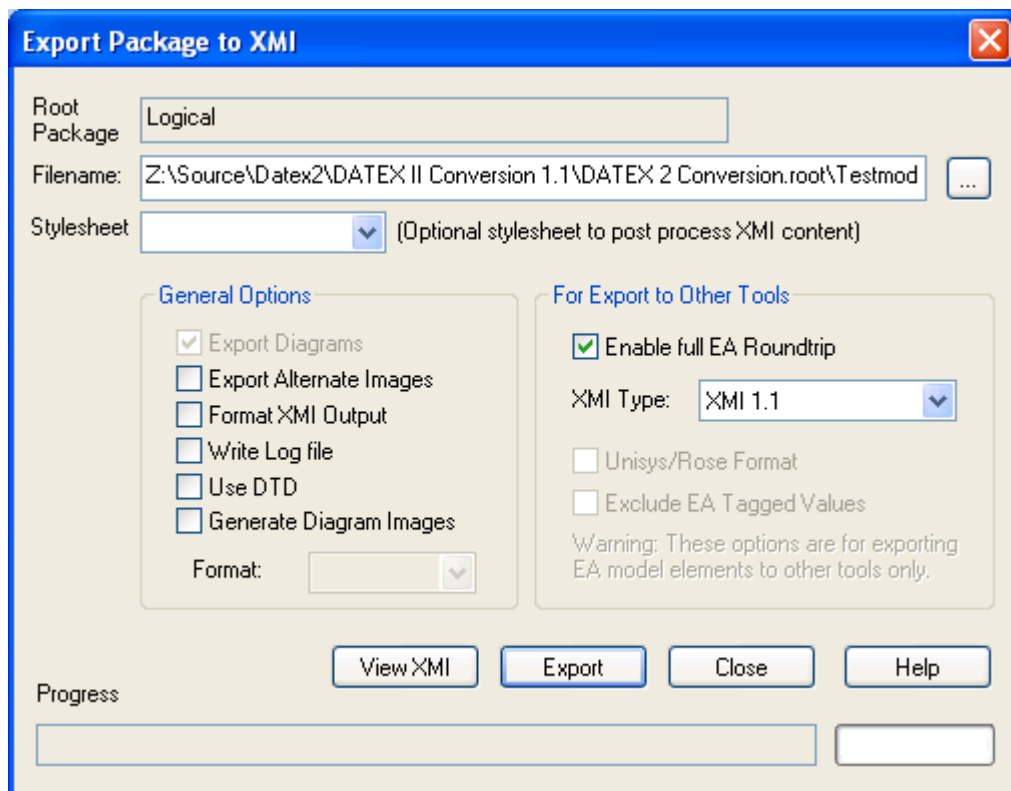 Export Package to XMI
Root
Package
Logical
Filename:
Z:\Source\Datex2\DATEX II Conversion 1.1\DATEX 2 Conversion.root\Testmod
...
Stylesheet
(Optional stylesheet to post process XMI content)
General Options
Export Diagrams
Export Alternate Images
Format XMI Output
Write Log file
Use DTD
Generate Diagram Images
Format:
For Export to Other Tools
Enable full EA Roundtrip
XMI Type: XMI 1.1
Unisys/Rose Format
Exclude EA Tagged Values
Warning: These options are for exporting
EA model elements to other tools only.
View XMI Export Close Help
Progress